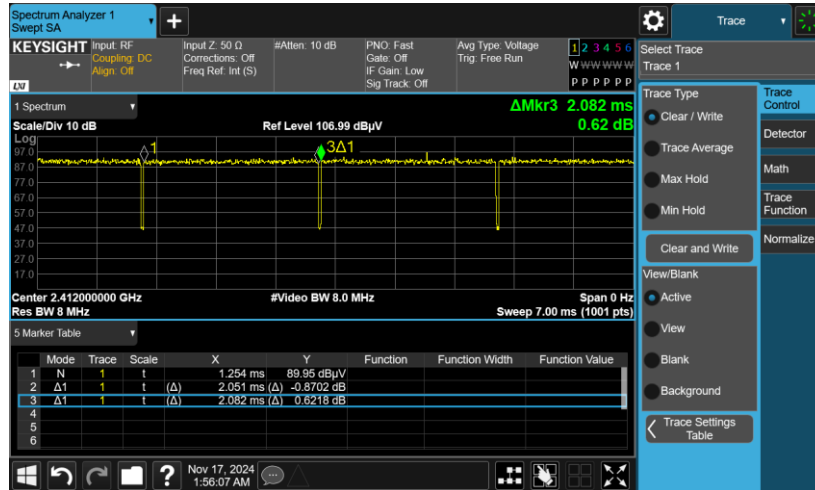 Spectrum Analyzer 1
Swept SA
Trace
KEYSIGHT
Input: RF
Coupling: DC
Align: Off
Input Z: 50 Ω
Corrections: Off
Freq Ref: Int (S)
#Atten: 10 dB
PNO: Fast
Gate: Off
IF Gain: Low
Sig Track: Off
Avg Type: Voltage
Trig: Free Run
1 2 3 4 5 6
W W W W W W
P P P P P P
LXI
Select Trace
Trace 1
1 Spectrum
ΔMkr3 2.082 ms
0.62 dB
Scale/Div 10 dB
Ref Level 106.99 dBµV
Log
97.0
87.0
77.0
67.0
57.0
47.0
37.0
27.0
17.0
1
3Δ1
Center 2.412000000 GHz
#Video BW 8.0 MHz
Span 0 Hz
Res BW 8 MHz
Sweep 7.00 ms (1001 pts)
5 Marker Table
Mode Trace Scale X Y Function Function Width Function Value
1 N 1 t 1.254 ms 89.95 dBµV
2 Δ1 1 t (Δ) 2.051 ms (Δ) -0.8702 dB
3 Δ1 1 t (Δ) 2.082 ms (Δ) 0.6218 dB
4
5
6
Trace Type
Clear / Write
Trace Average
Max Hold
Min Hold
Clear and Write
View/Blank
Active
View
Blank
Background
Trace Settings
Table
Trace
Control
Detector
Math
Trace
Function
Normalize
?
Nov 17, 2024
1:56:07 AM